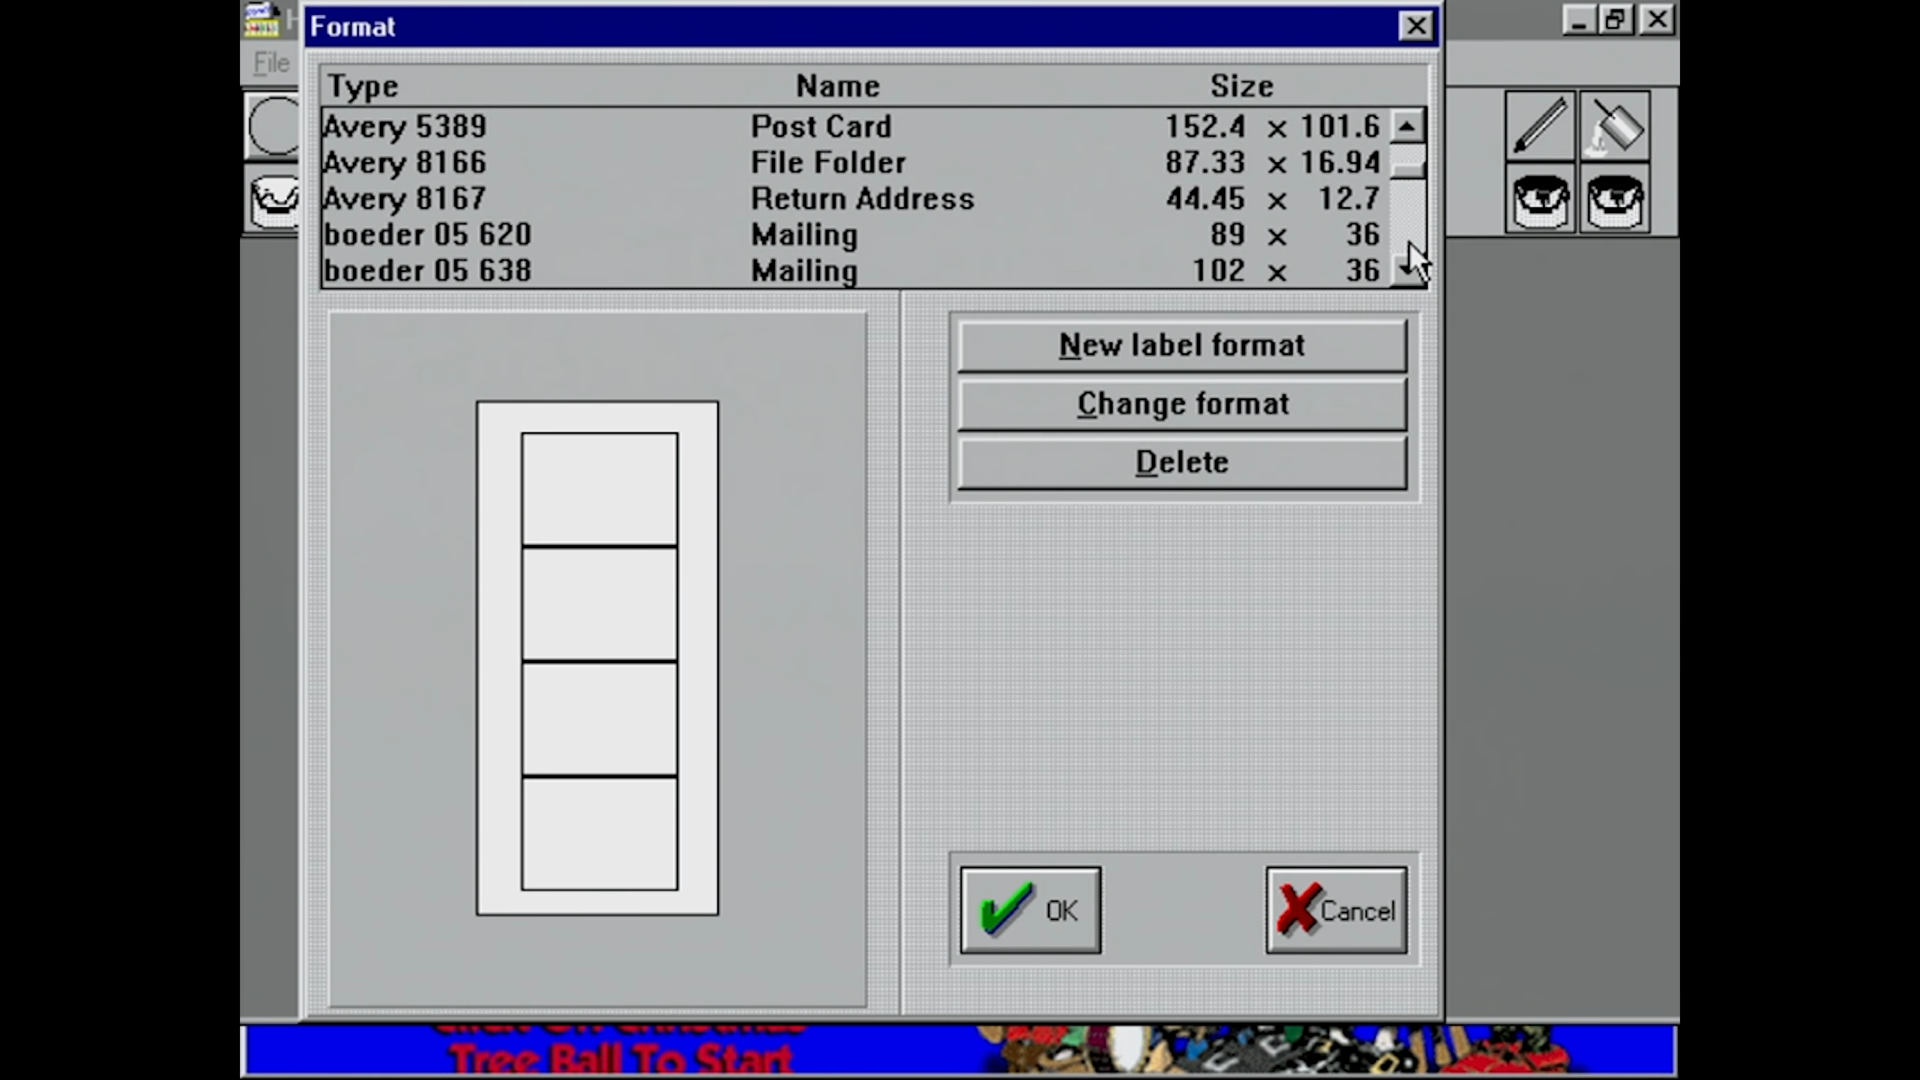 Format
File
Type Name Size
Avery 5389 Post Card 152.4 × 101.6
Avery 8166 File Folder 87.33 × 16.94
Avery 8167 Return Address 44.45 × 12.7
boeder 05 620 Mailing 89 × 36
boeder 05 638 Mailing 102 × 36
New label format
Change format
Delete
OK
Cancel
Tree Ball To Start